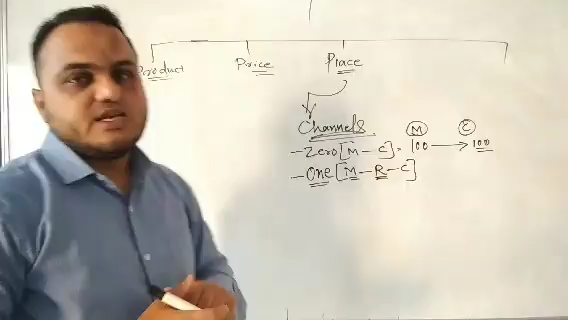 Product Price Place
Channels
(M) (C)
- Zero [M - C] = 100 → 100
- One [M - R - C]